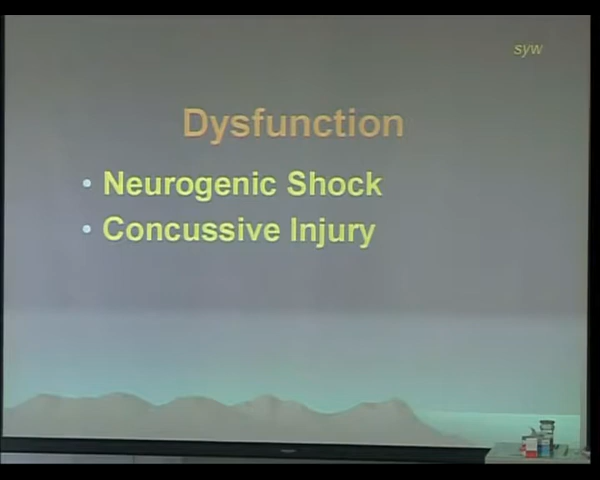 syw
Dysfunction
• Neurogenic Shock
• Concussive Injury